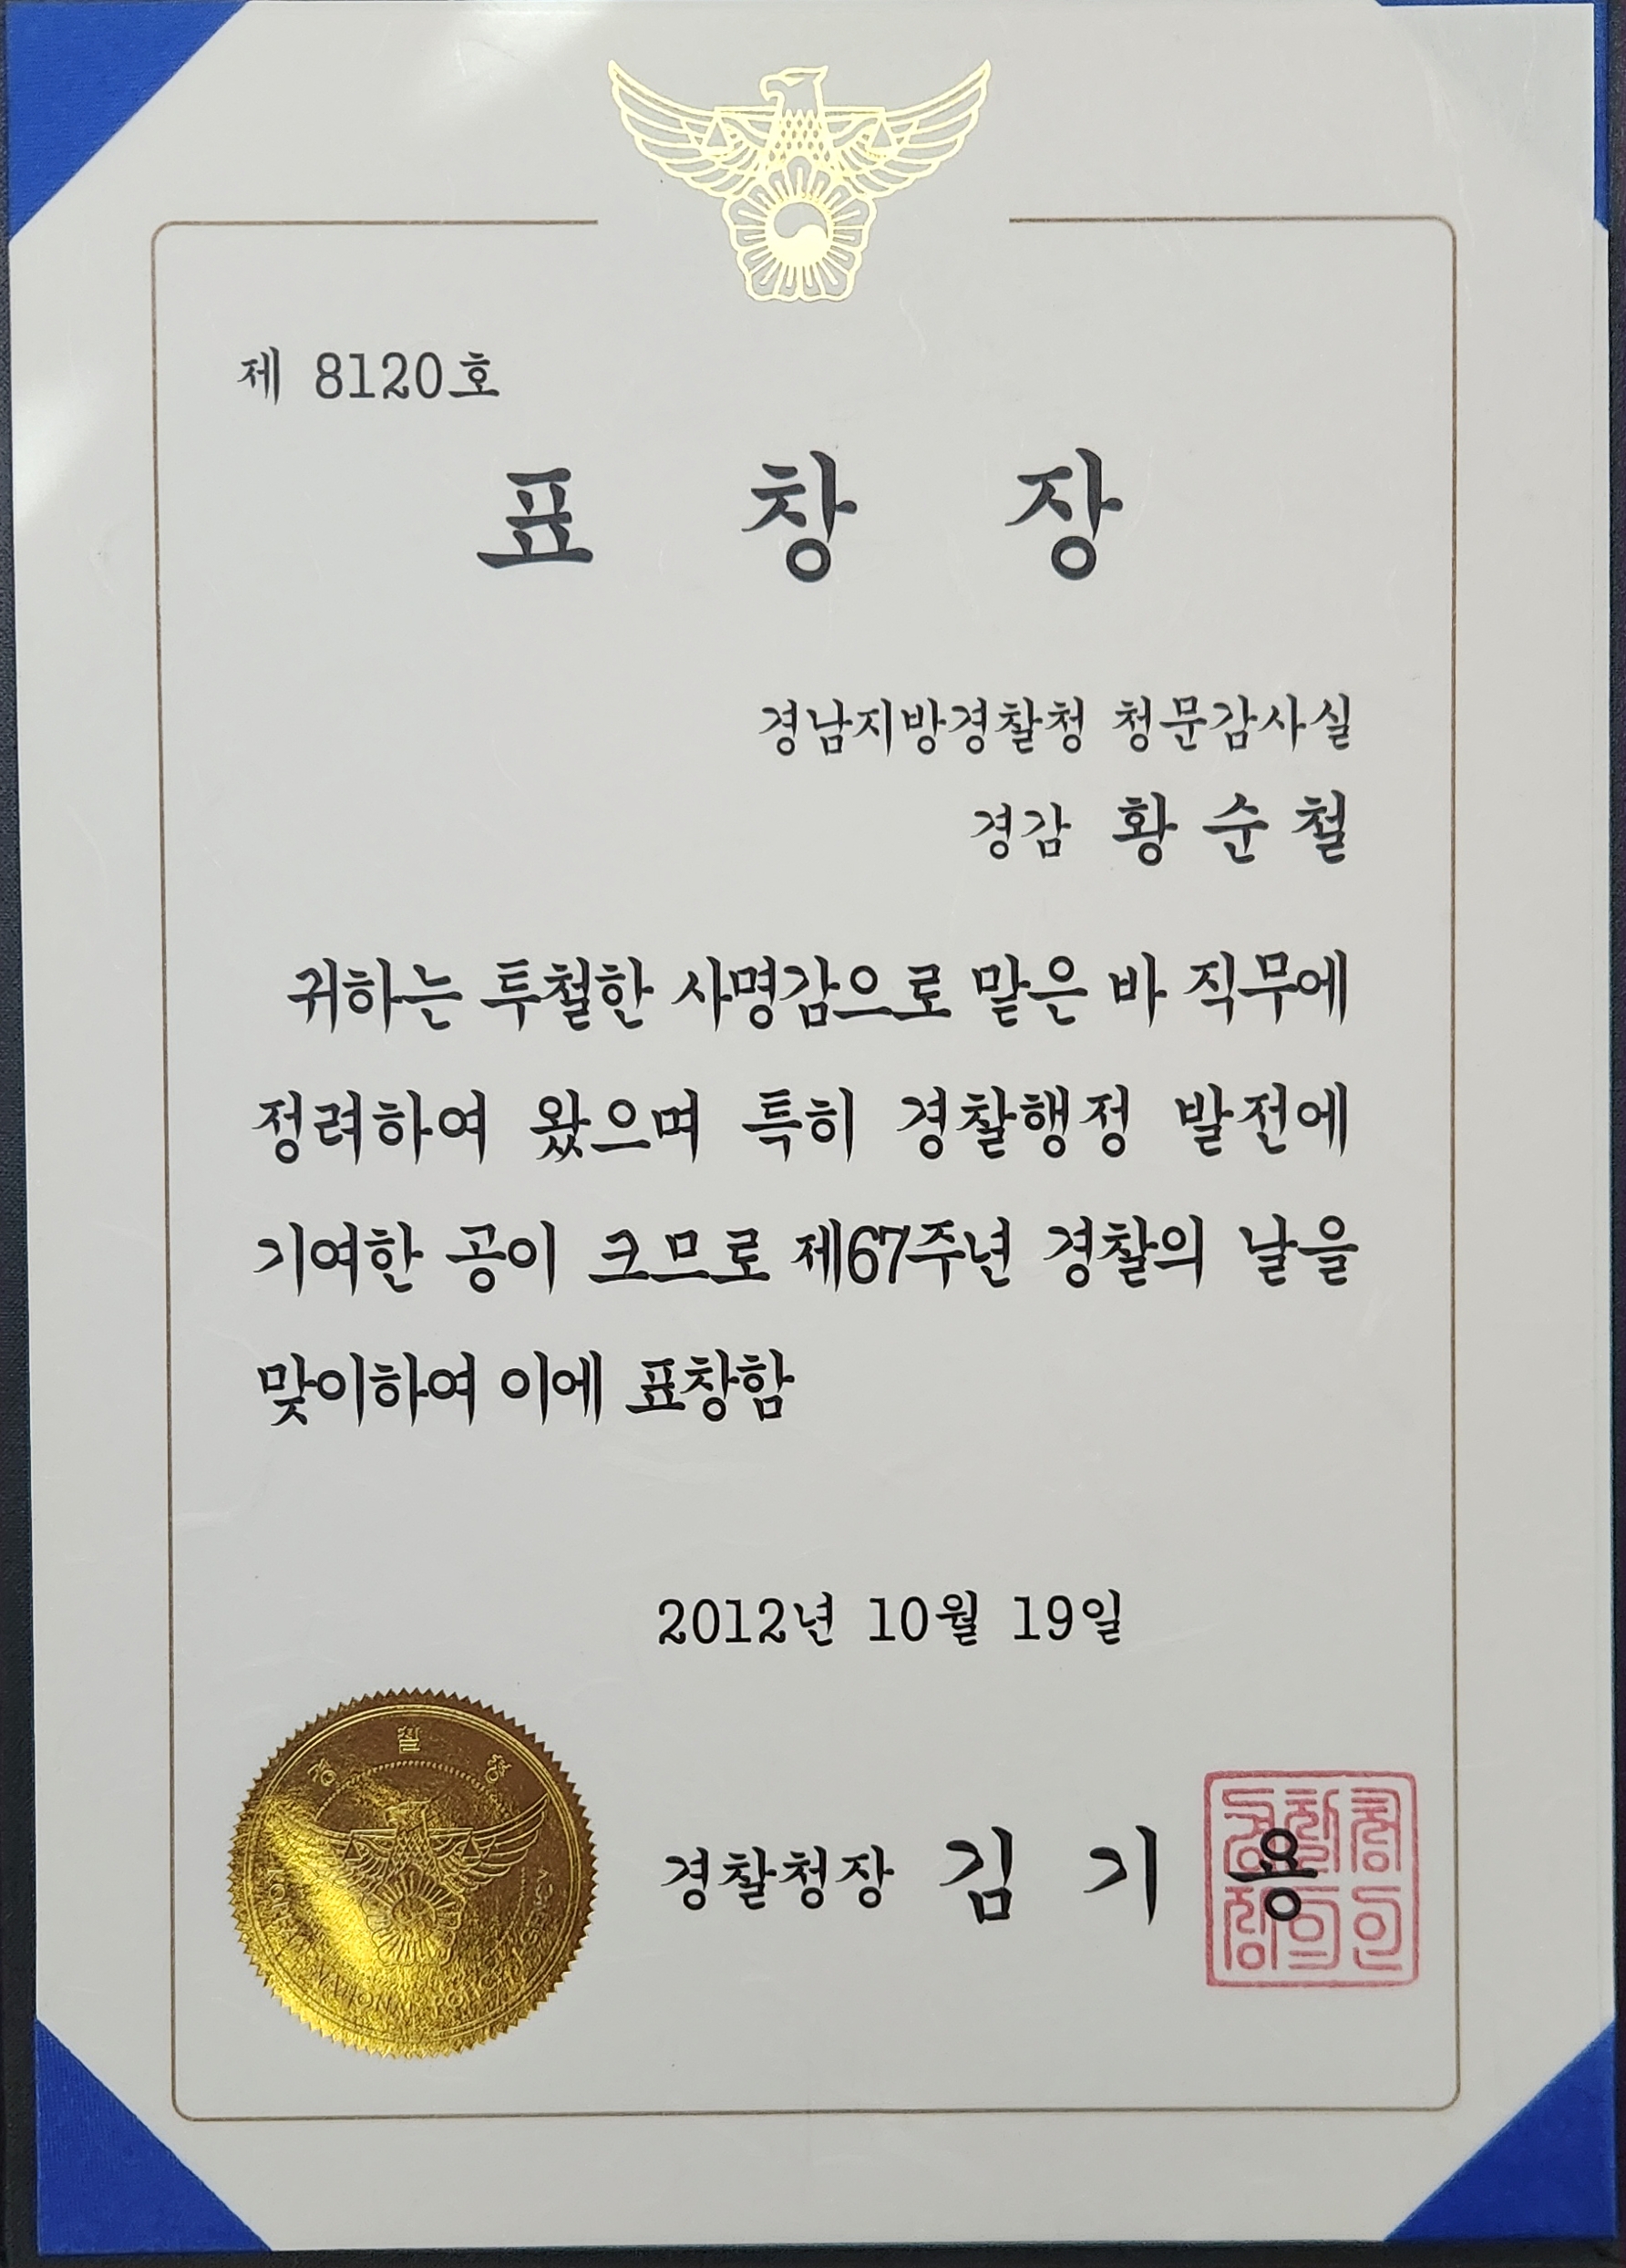 제 8120호
표 창 장
경남지방경찰청 청문감사실
경감 황 순 철
귀하는 투철한 사명감으로 맡은 바 직무에
정려하여 왔으며 특히 경찰행정 발전에
기여한 공이 크므로 제67주년 경찰의 날을
맞이하여 이에 표창함
2012년 10월 19일
경찰청장 김 기 용
경찰청